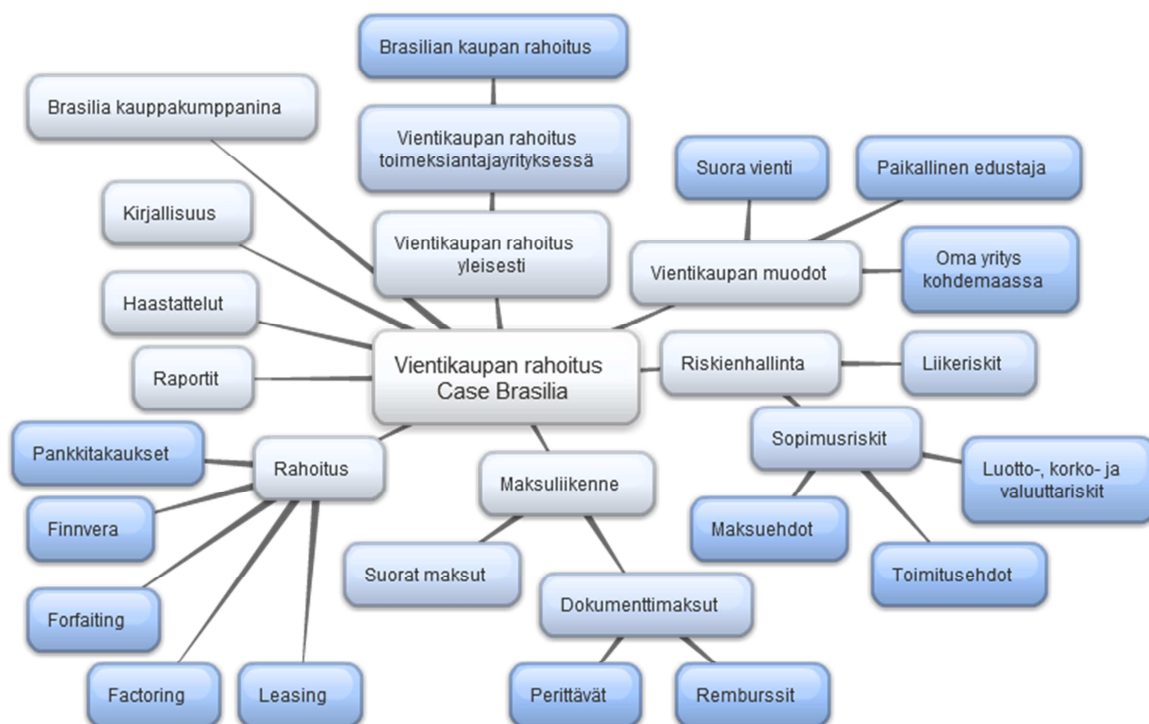 Brasilian kaupan rahoitus
Brasilia kauppakumppanina
Vientikaupan rahoitus
toimeksiantajayrityksessä
Suora vienti
Paikallinen edustaja
Kirjallisuus
Vientikaupan rahoitus
yleisesti
Vientikaupan muodot
Oma yritys
kohdemaassa
Haastattelut
Vientikaupan rahoitus
Case Brasilia
Riskienhallinta
Liikeriskit
Raportit
Sopimusriskit
Pankkitakaukset
Rahoitus
Maksuliikenne
Luotto-, korko- ja
valuuttariskit
Finnvera
Maksuehdot
Suorat maksut
Toimitusehdot
Forfaiting
Dokumenttimaksut
Factoring
Leasing
Perittävät
Remburssit